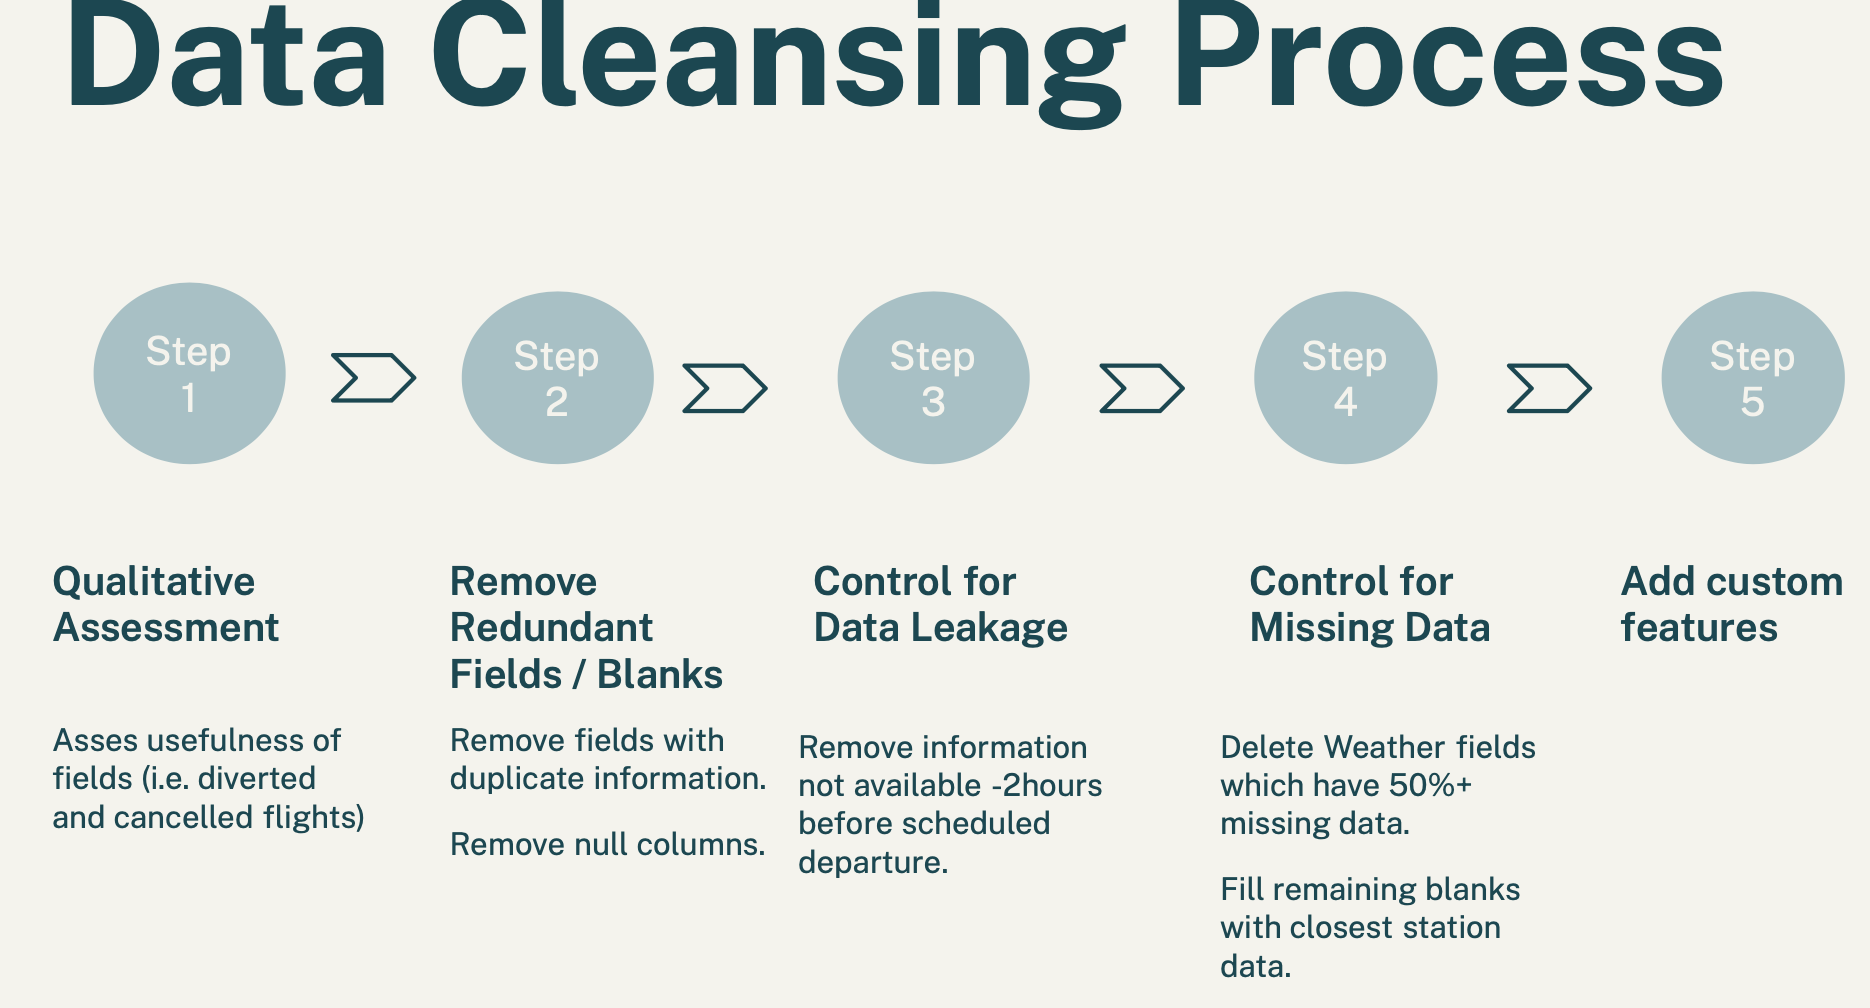 Data Cleansing Process
Step
1
Step
2
Step
3
Step
4
Step
5
Qualitative
Assessment
Asses usefulness of
fields (i.e. diverted
and cancelled flights)
Remove
Redundant
Fields / Blanks
Remove fields with
duplicate information.
Remove null columns.
Control for
Data Leakage
Remove information
not available -2hours
before scheduled
departure.
Control for
Missing Data
Delete Weather fields
which have 50%+
missing data.
Fill remaining blanks
with closest station
data.
Add custom
features